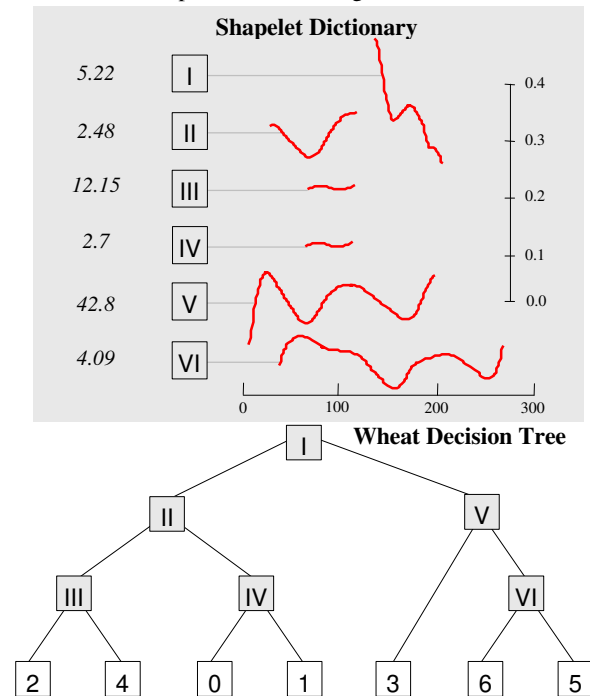 Shapelet Dictionary
5.22 I
0.4
2.48 II
0.3
12.15 III
0.2
2.7 IV
0.1
42.8 V
0.0
4.09 VI
0 100 200 300
Wheat Decision Tree
I
II V
III IV VI
2 4 0 1 3 6 5